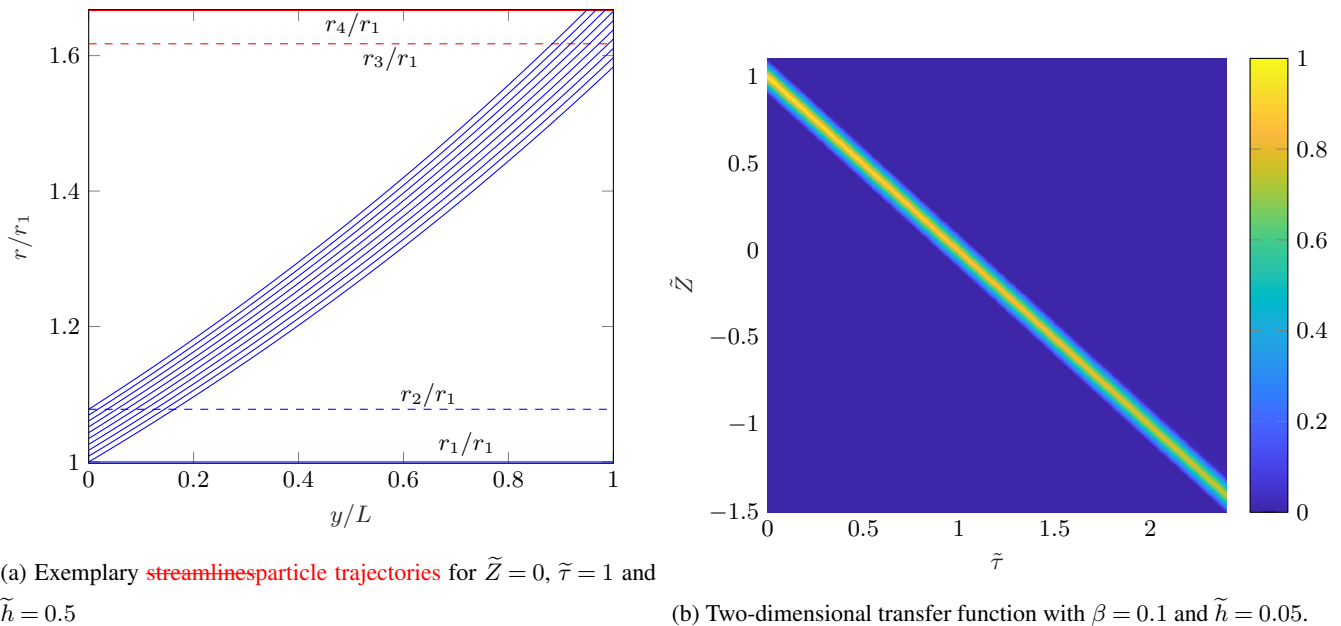 r₄/r₁
1.6
r₃/r₁
1.4
r/r₁
1.2
r₂/r₁
r₁/r₁
1
0 0.2 0.4 0.6 0.8 1
y/L
(a) Exemplary streamlinesparticle trajectories for Z̃ = 0, τ̃ = 1 and
h̃ = 0.5
1
0.5
0
−0.5
−1
−1.5
Z̃
0 0.5 1 1.5 2
τ̃
1
0.8
0.6
0.4
0.2
0
(b) Two-dimensional transfer function with β = 0.1 and h̃ = 0.05.